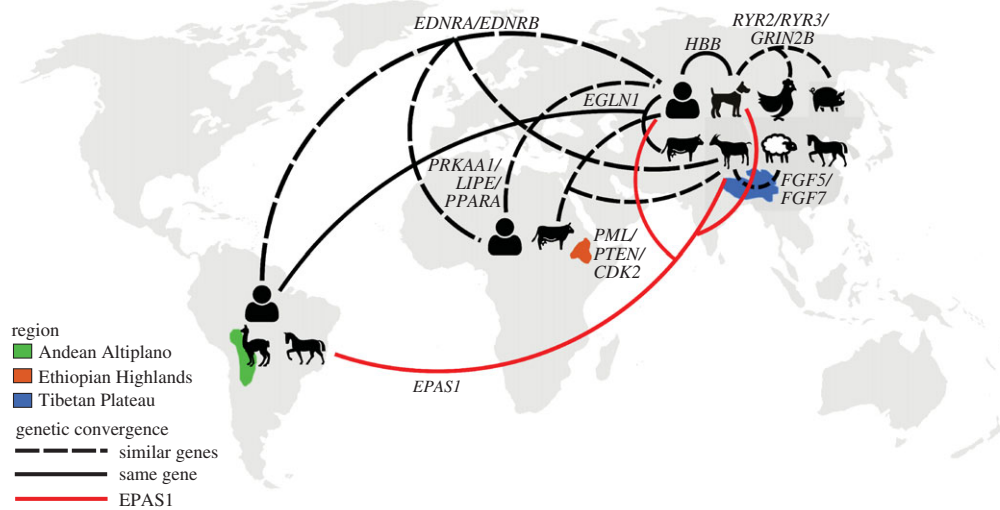 EDNRA/EDNRB
RYR2/RYR3/
GRIN2B
HBB
EGLN1
PRKAA1/
LIPE/
PPARA
FGF5/
FGF7
PML/
PTEN/
CDK2
EPAS1
region
Andean Altiplano
Ethiopian Highlands
Tibetan Plateau
genetic convergence
similar genes
same gene
EPAS1